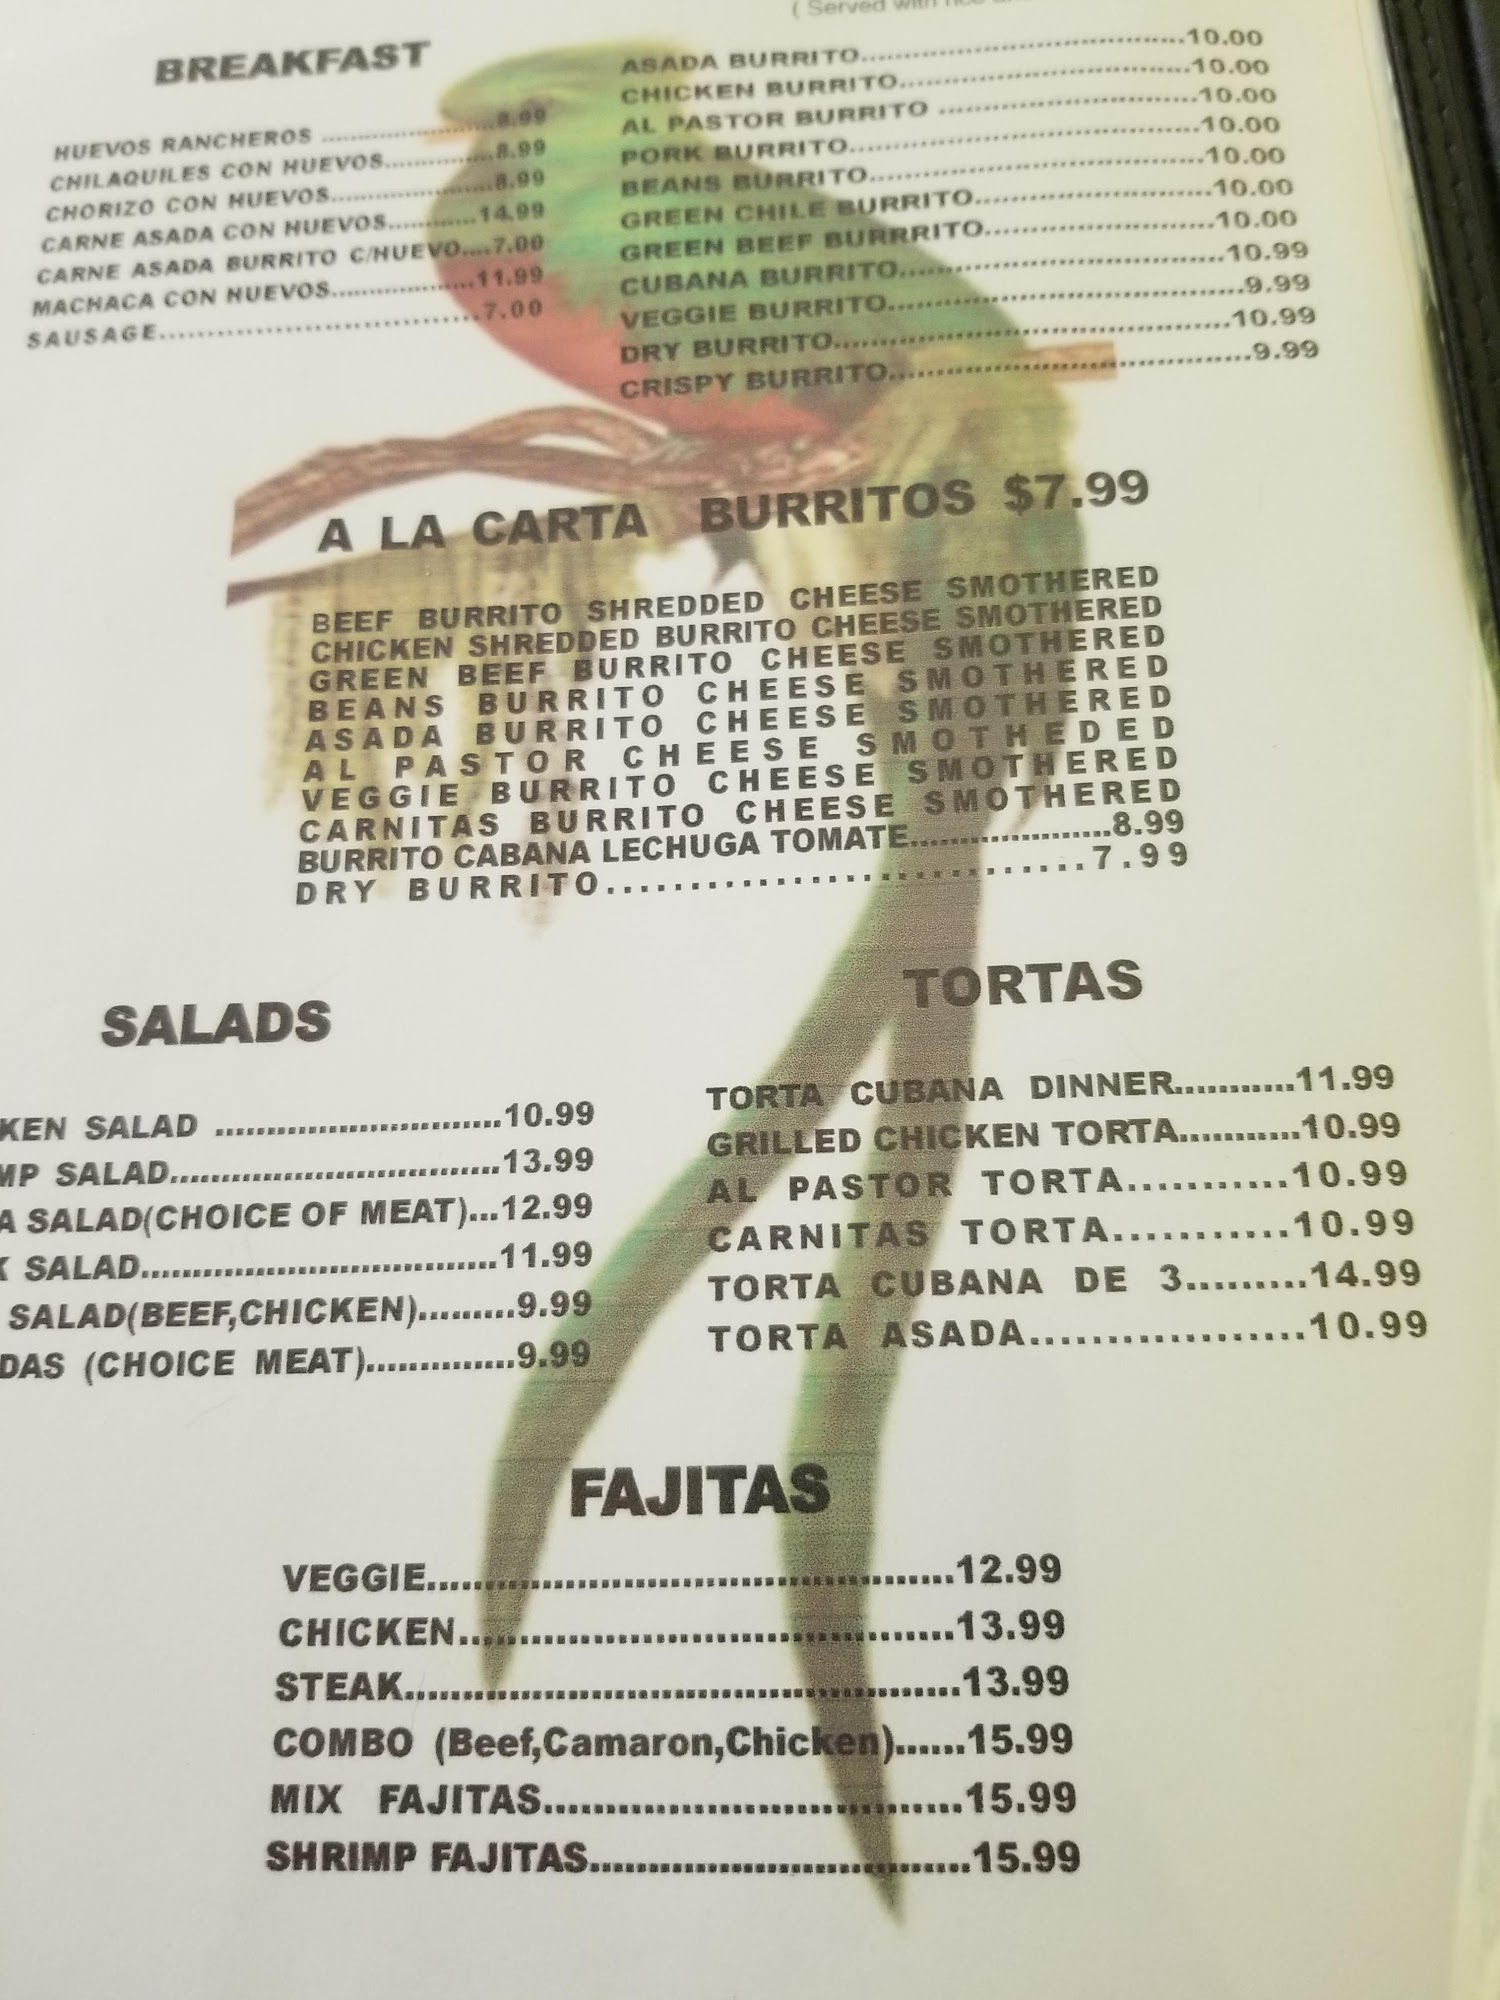 ( Served with
BREAKFAST
HUEVOS RANCHEROS ........................8.99
CHILAQUILES CON HUEVOS................8.99
CHORIZO CON HUEVOS........................8.99
CARNE ASADA CON HUEVOS.............14.99
CARNE ASADA BURRITO C/HUEVO....7.00
MACHACA CON HUEVOS.....................11.99
SAUSAGE....................................7.00
ASADA BURRITO........................................10.00
CHICKEN BURRITO....................................10.00
AL PASTOR BURRITO ................................10.00
PORK BURRITO............................................10.00
BEANS BURRITO..........................................10.00
GREEN CHILE BURRITO..............................10.00
GREEN BEEF BURRRITO.............................10.00
CUBANA BURRITO.......................................10.99
VEGGIE BURRITO...........................................9.99
DRY BURRITO...............................................10.99
CRISPY BURRITO............................................9.99
A LA CARTA BURRITOS $7.99
BEEF BURRITO SHREDDED CHEESE SMOTHERED
CHICKEN SHREDDED BURRITO CHEESE SMOTHERED
GREEN BEEF BURRITO CHEESE SMOTHERED
BEANS BURRITO CHEESE SMOTHERED
ASADA BURRITO CHEESE SMOTHERED
AL PASTOR CHEESE SMOTHEDED
VEGGIE BURRITO CHEESE SMOTHERED
CARNITAS BURRITO CHEESE SMOTHERED
BURRITO CABANA LECHUGA TOMATE....................8.99
DRY BURRITO.............................7.99
SALADS
KEN SALAD ............................10.99
MP SALAD................................13.99
A SALAD(CHOICE OF MEAT)...12.99
K SALAD...................................11.99
SALAD(BEEF,CHICKEN).........9.99
DAS (CHOICE MEAT)...............9.99
TORTAS
TORTA CUBANA DINNER...........11.99
GRILLED CHICKEN TORTA...........10.99
AL PASTOR TORTA...........10.99
CARNITAS TORTA...........10.99
TORTA CUBANA DE 3.........14.99
TORTA ASADA.................10.99
FAJITAS
VEGGIE.............................................12.99
CHICKEN..........................................13.99
STEAK...............................................13.99
COMBO (Beef,Camaron,Chicken)......15.99
MIX FAJITAS...................................15.99
SHRIMP FAJITAS................................15.99